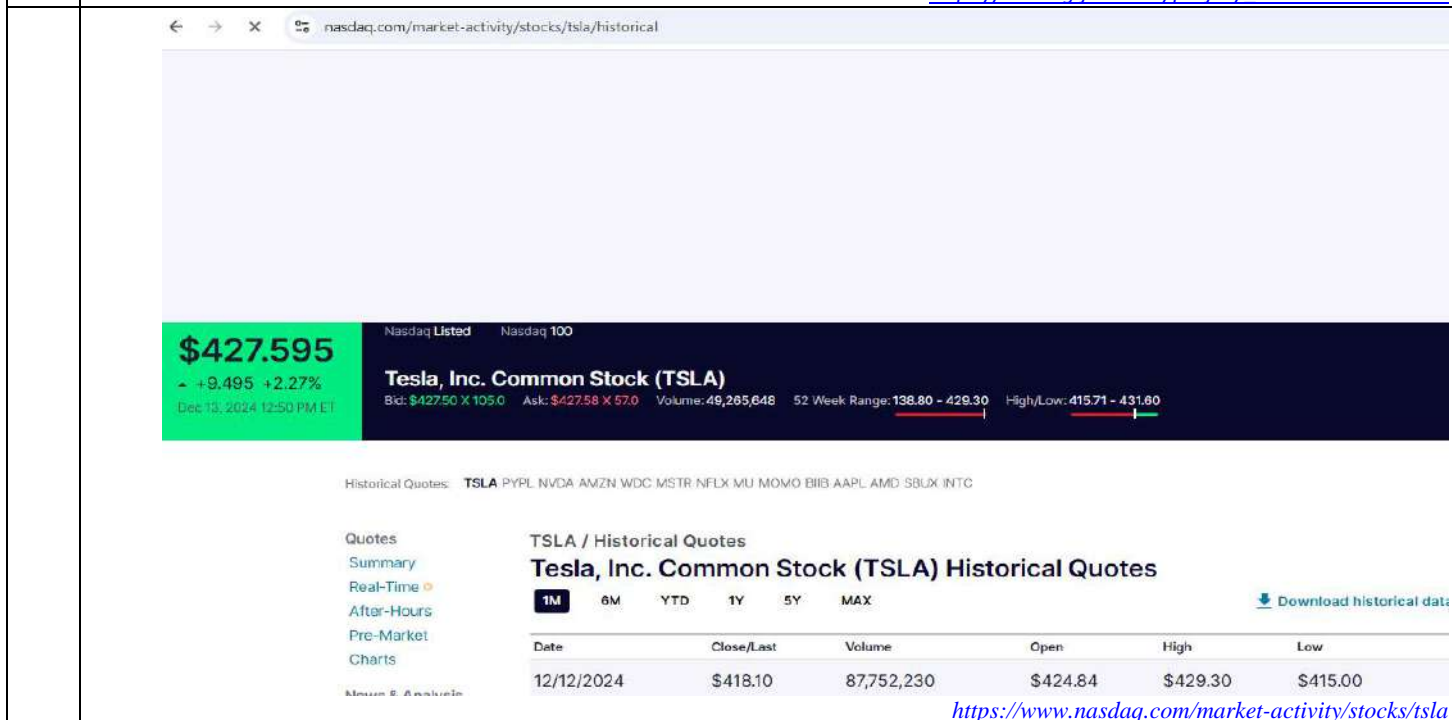 nasdaq.com/market-activity/stocks/tsla/historical
Nasdaq Listed Nasdaq 100
$427.595
+9.495 +2.27%
Dec 13, 2024 12:50 PM ET
Tesla, Inc. Common Stock (TSLA)
Bid: $427.50 X 105.0 Ask: $427.58 X 57.0 Volume: 49,265,648 52 Week Range: 138.80 - 429.30 High/Low: 415.71 - 431.60
Historical Quotes: TSLA PYPL NVDA AMZN WDC MSTR NFLX MU MOMO BIIB AAPL AMD SBUX INTC
Quotes
Summary
Real-Time
After-Hours
Pre-Market
Charts
News & Analysis
TSLA / Historical Quotes
Tesla, Inc. Common Stock (TSLA) Historical Quotes
1M 6M YTD 1Y 5Y MAX
Download historical data
Date Close/Last Volume Open High Low
12/12/2024 $418.10 87,752,230 $424.84 $429.30 $415.00
https://www.nasdaq.com/market-activity/stocks/tsla